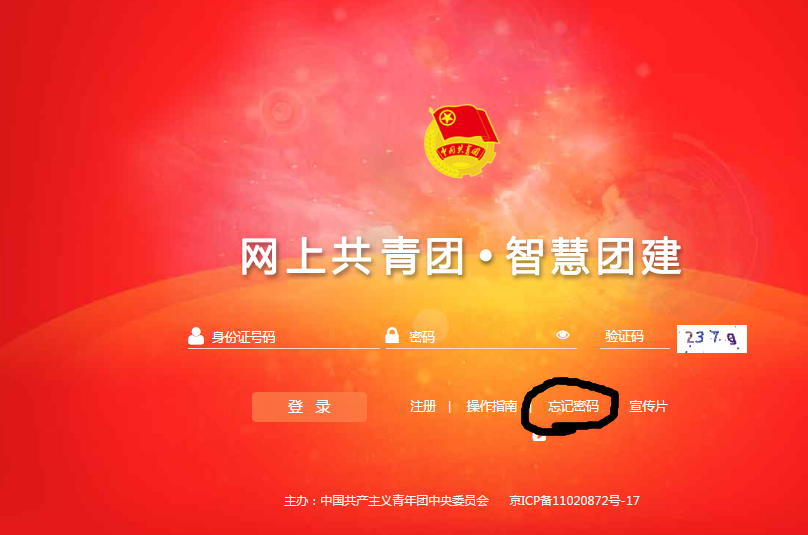 中国共青团
网上共青团·智慧团建
身份证号码 密码 验证码 237g
登 录 注册 | 操作指南 | 忘记密码 宣传片
主办：中国共产主义青年团中央委员会 京ICP备11020872号-17